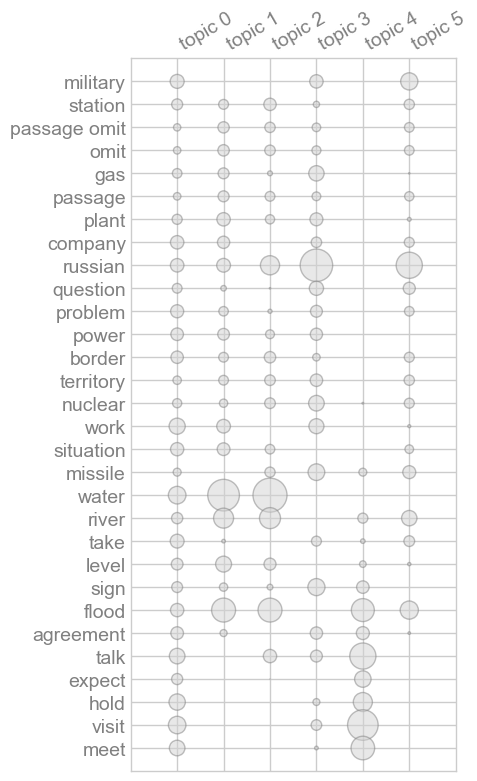 topic 0 topic 1 topic 2 topic 3 topic 4 topic 5
military
station
passage omit
omit
gas
passage
plant
company
russian
question
problem
power
border
territory
nuclear
work
situation
missile
water
river
take
level
sign
flood
agreement
talk
expect
hold
visit
meet